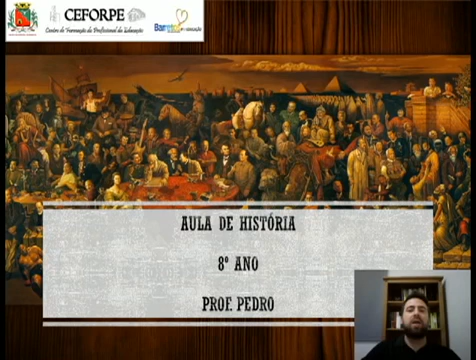 CEFORPE
Centro de Formação do Profissional da Educação
AULA DE HISTÓRIA
8º ANO
PROF. PEDRO